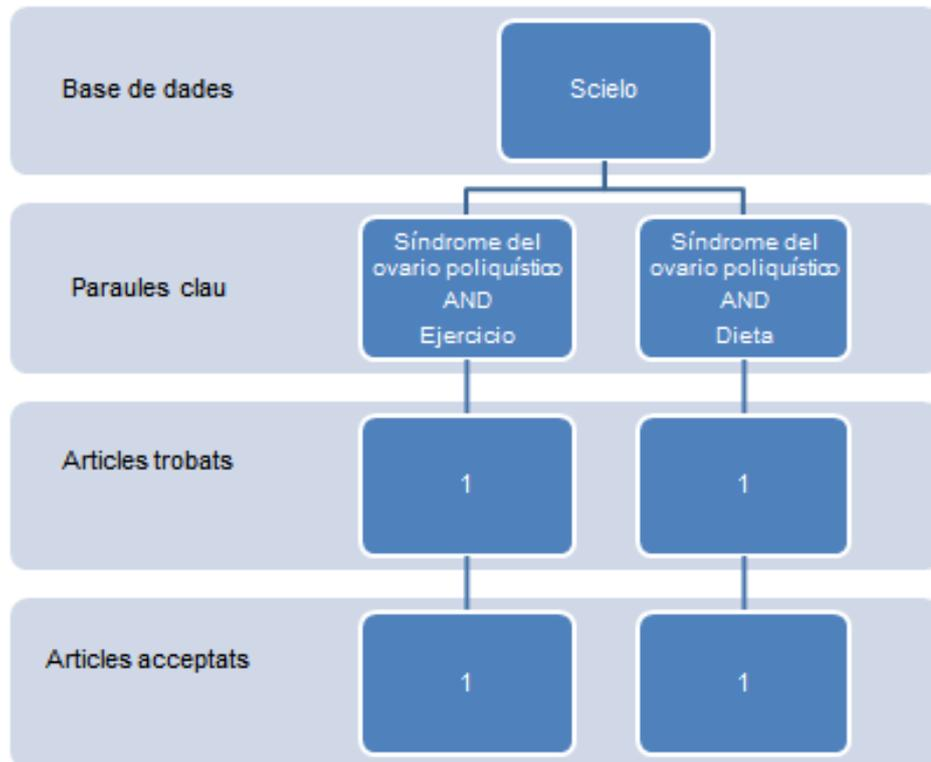 Base de dades
Scielo
Paraules clau
Síndrome del
ovario poliquístico
AND
Ejercicio
Síndrome del
ovario poliquístico
AND
Dieta
Articles trobats
1
1
Articles acceptats
1
1